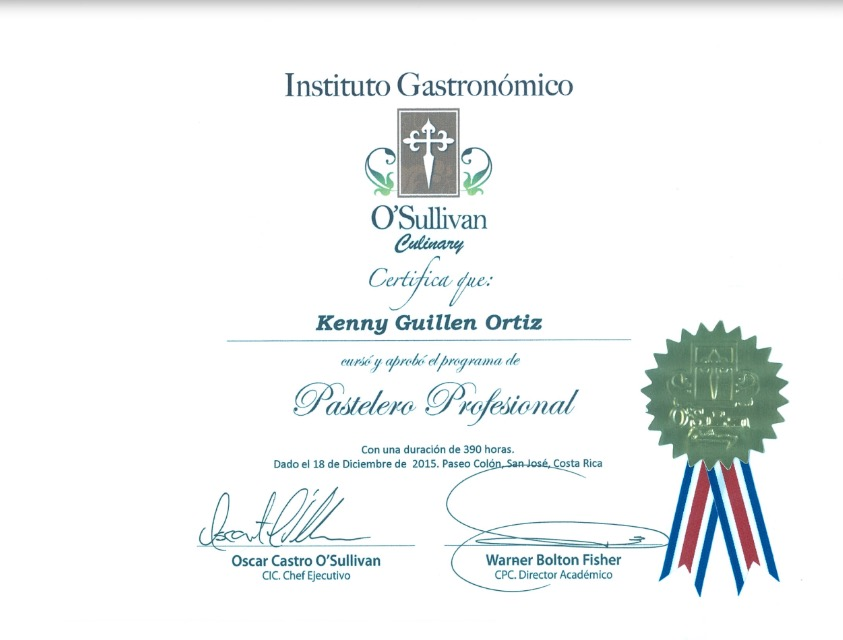 Instituto Gastronómico
O'Sullivan
Culinary
Certifica que:
Kenny Guillen Ortiz
cursó y aprobó el programa de
Pastelero Profesional
Con una duración de 390 horas.
Dado el 18 de Diciembre de 2015. Paseo Colón, San José, Costa Rica
Oscar Castro O'Sullivan
CIC. Chef Ejecutivo
Warner Bolton Fisher
CPC. Director Académico